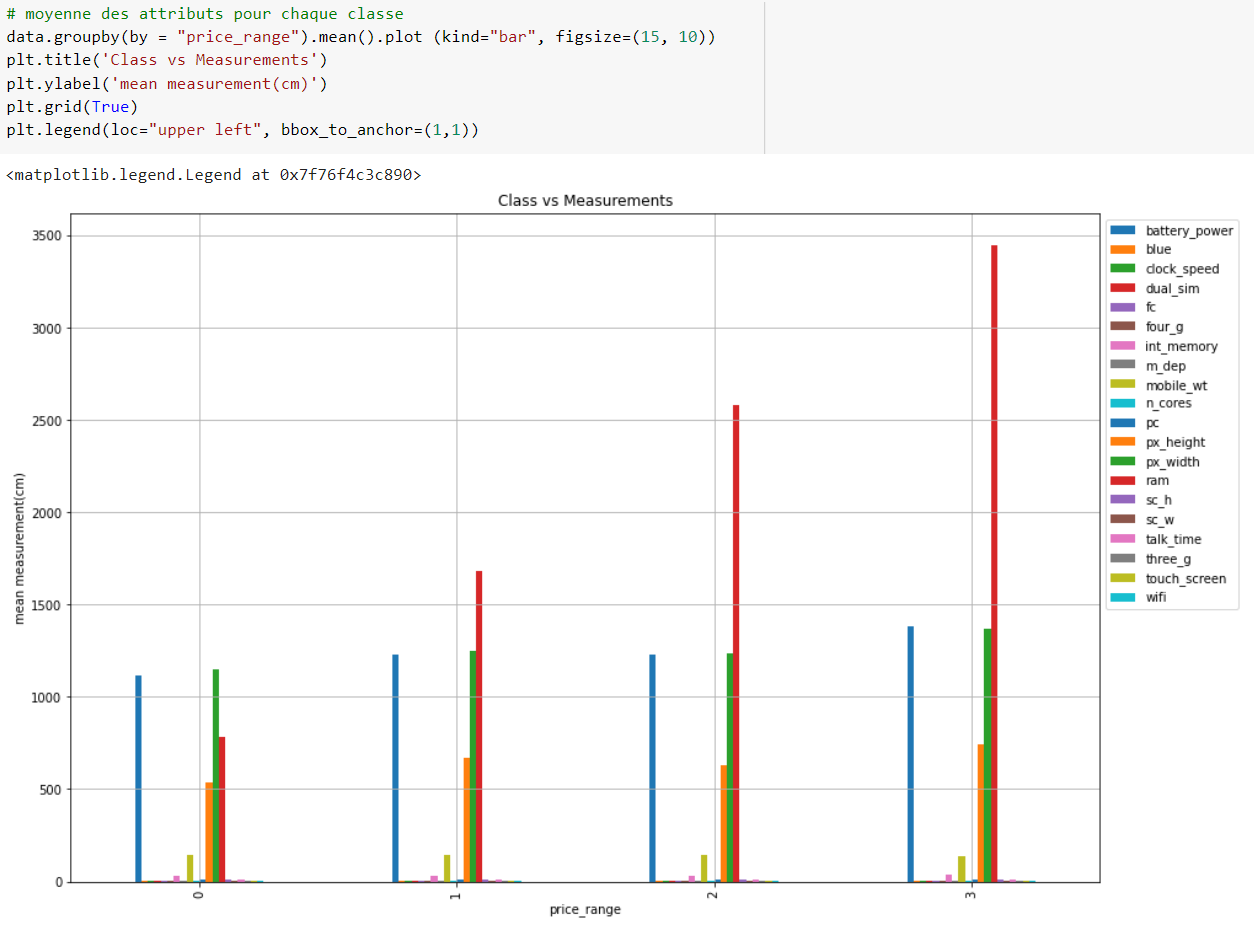 # moyenne des attributs pour chaque classe
data.groupby(by = "price_range").mean().plot (kind="bar", figsize=(15, 10))
plt.title('Class vs Measurements')
plt.ylabel('mean measurement(cm)')
plt.grid(True)
plt.legend(loc="upper left", bbox_to_anchor=(1,1))
<matplotlib.legend.Legend at 0x7f76f4c3c890>
Class vs Measurements
3500
3000
2500
2000
1500
1000
500
0
mean measurement(cm)
0
1
2
3
price_range
battery_power
blue
clock_speed
dual_sim
fc
four_g
int_memory
m_dep
mobile_wt
n_cores
pc
px_height
px_width
ram
sc_h
sc_w
talk_time
three_g
touch_screen
wifi